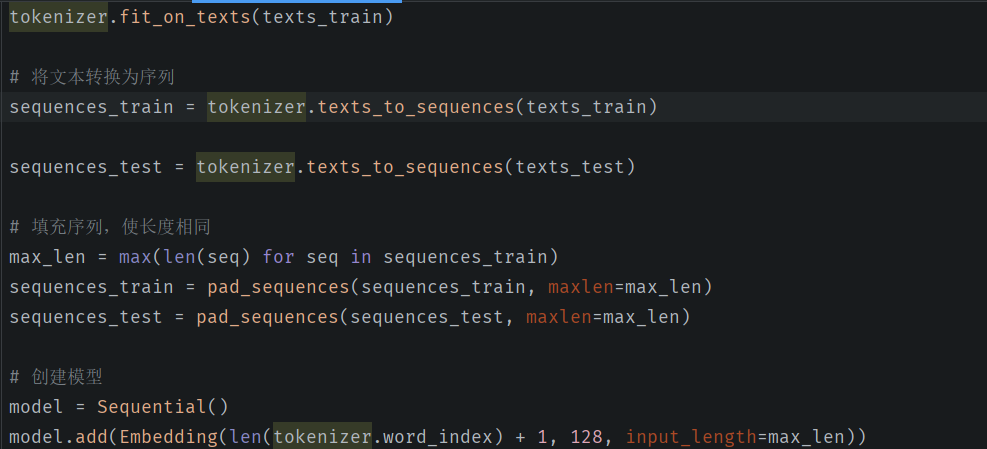 tokenizer.fit_on_texts(texts_train)
# 将文本转换为序列
sequences_train = tokenizer.texts_to_sequences(texts_train)
sequences_test = tokenizer.texts_to_sequences(texts_test)
# 填充序列，使长度相同
max_len = max(len(seq) for seq in sequences_train)
sequences_train = pad_sequences(sequences_train, maxlen=max_len)
sequences_test = pad_sequences(sequences_test, maxlen=max_len)
# 创建模型
model = Sequential()
model.add(Embedding(len(tokenizer.word_index) + 1, 128, input_length=max_len))